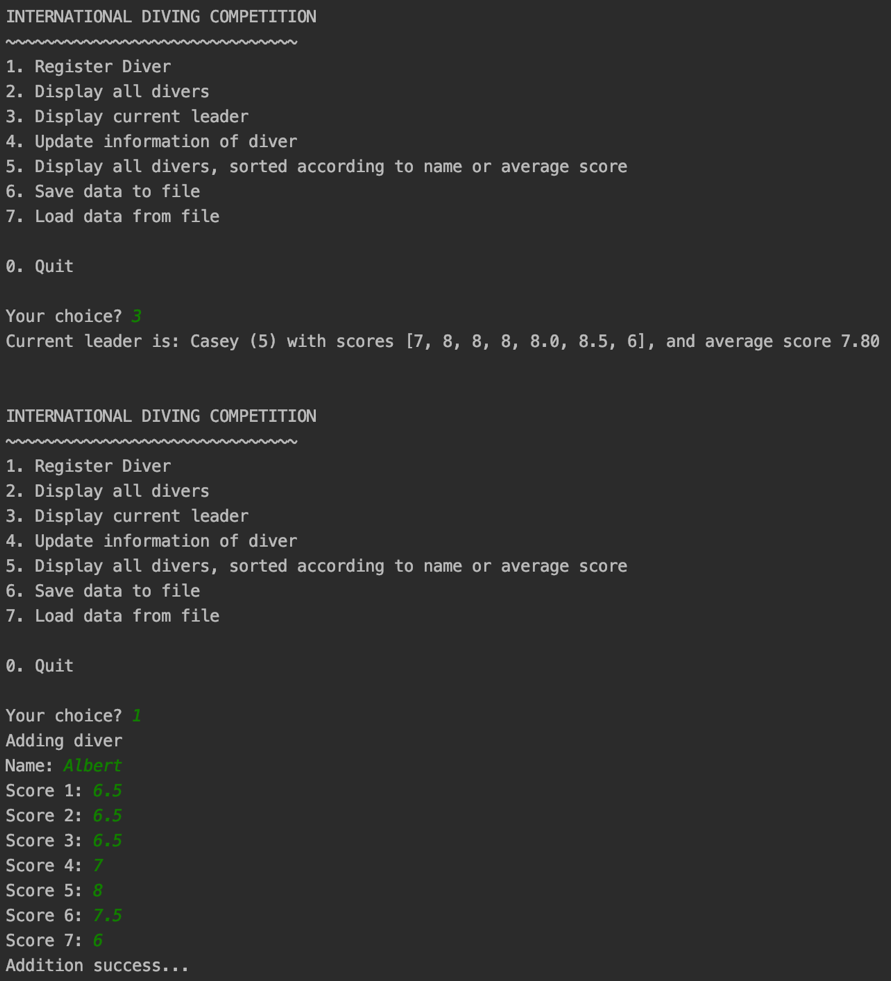 INTERNATIONAL DIVING COMPETITION
~~~~~~~~~~~~~~~~~~~~~~~~~~~~~~
1. Register Diver
2. Display all divers
3. Display current leader
4. Update information of diver
5. Display all divers, sorted according to name or average score
6. Save data to file
7. Load data from file
0. Quit
Your choice? 3
Current leader is: Casey (5) with scores [7, 8, 8, 8, 8.0, 8.5, 6], and average score 7.80
INTERNATIONAL DIVING COMPETITION
~~~~~~~~~~~~~~~~~~~~~~~~~~~~~~
1. Register Diver
2. Display all divers
3. Display current leader
4. Update information of diver
5. Display all divers, sorted according to name or average score
6. Save data to file
7. Load data from file
0. Quit
Your choice? 1
Adding diver
Name: Albert
Score 1: 6.5
Score 2: 6.5
Score 3: 6.5
Score 4: 7
Score 5: 8
Score 6: 7.5
Score 7: 6
Addition success...